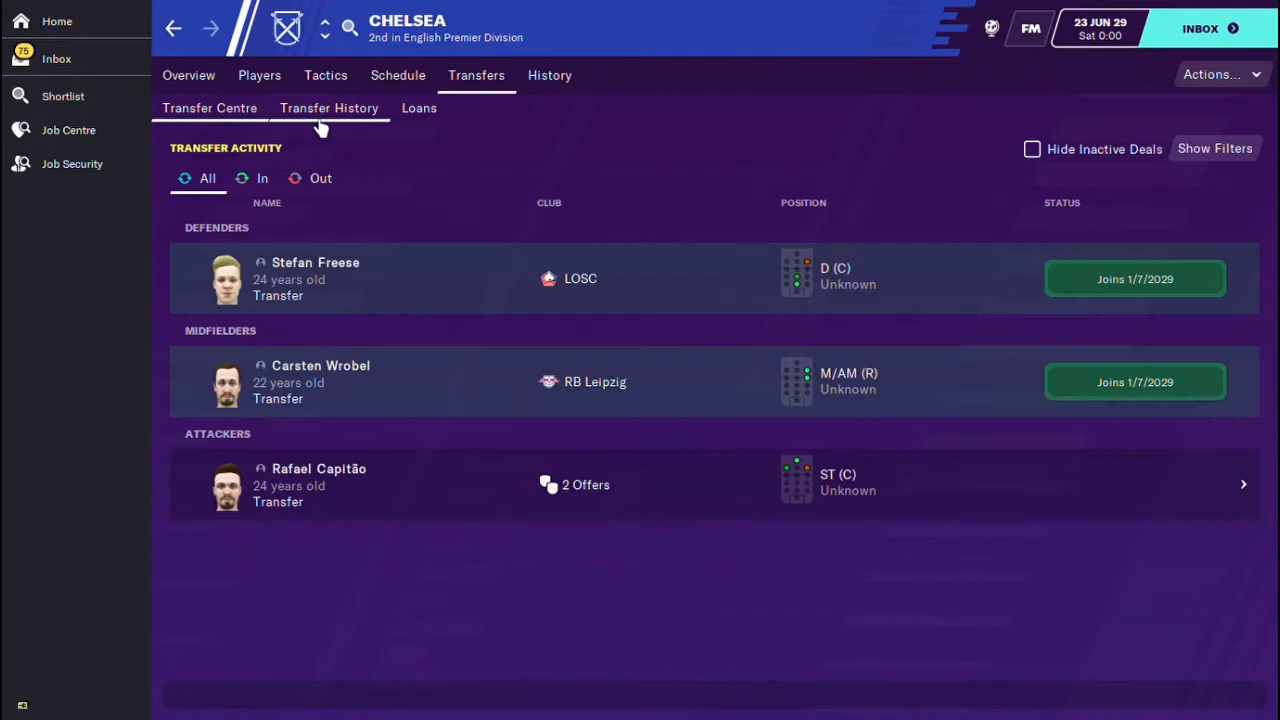 Home
75
Inbox
Shortlist
Job Centre
Job Security
CHELSEA
2nd in English Premier Division
FM
23 JUN 29
Sat 0:00
INBOX
Overview
Players
Tactics
Schedule
Transfers
History
Actions...
Transfer Centre
Transfer History
Loans
TRANSFER ACTIVITY
Hide Inactive Deals
Show Filters
All
In
Out
NAME
CLUB
POSITION
STATUS
DEFENDERS
Stefan Freese
24 years old
Transfer
LOSC
D (C)
Unknown
Joins 1/7/2029
MIDFIELDERS
Carsten Wrobel
22 years old
Transfer
RB Leipzig
M/AM (R)
Unknown
Joins 1/7/2029
ATTACKERS
Rafael Capitão
24 years old
Transfer
2 Offers
ST (C)
Unknown